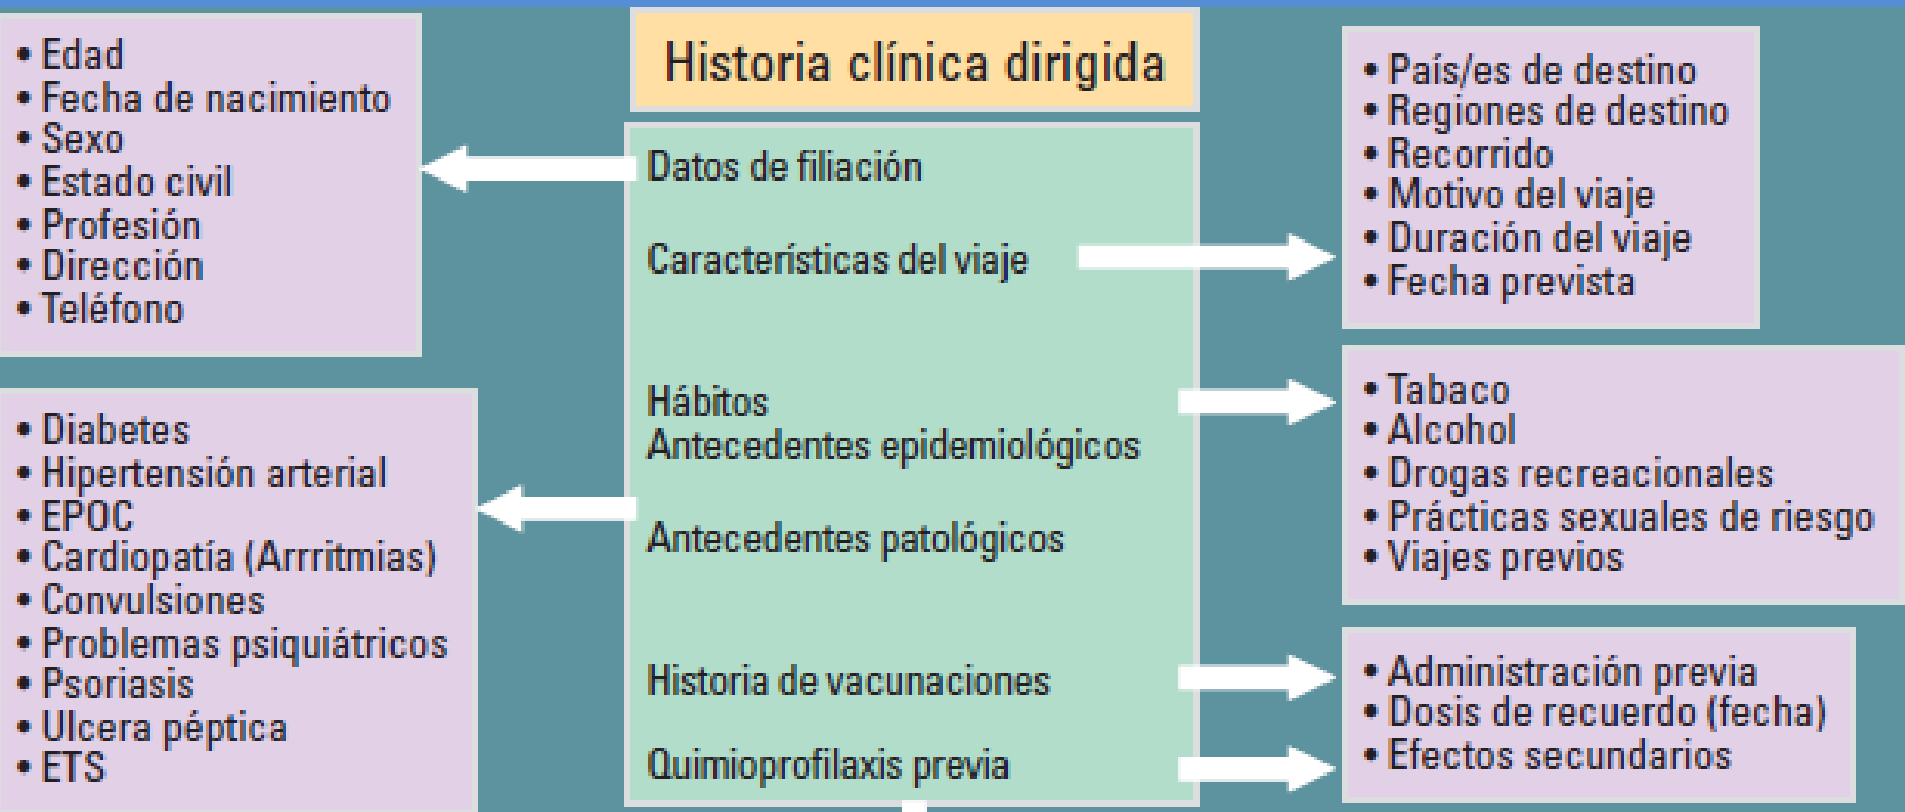 Historia clínica dirigida
Datos de filiación
• Edad
• Fecha de nacimiento
• Sexo
• Estado civil
• Profesión
• Dirección
• Teléfono
Características del viaje
• País/es de destino
• Regiones de destino
• Recorrido
• Motivo del viaje
• Duración del viaje
• Fecha prevista
Hábitos
Antecedentes epidemiológicos
• Tabaco
• Alcohol
• Drogas recreacionales
• Prácticas sexuales de riesgo
• Viajes previos
Antecedentes patológicos
• Diabetes
• Hipertensión arterial
• EPOC
• Cardiopatía (Arrritmias)
• Convulsiones
• Problemas psiquiátricos
• Psoriasis
• Ulcera péptica
• ETS
Historia de vacunaciones
Quimioprofilaxis previa
• Administración previa
• Dosis de recuerdo (fecha)
• Efectos secundarios